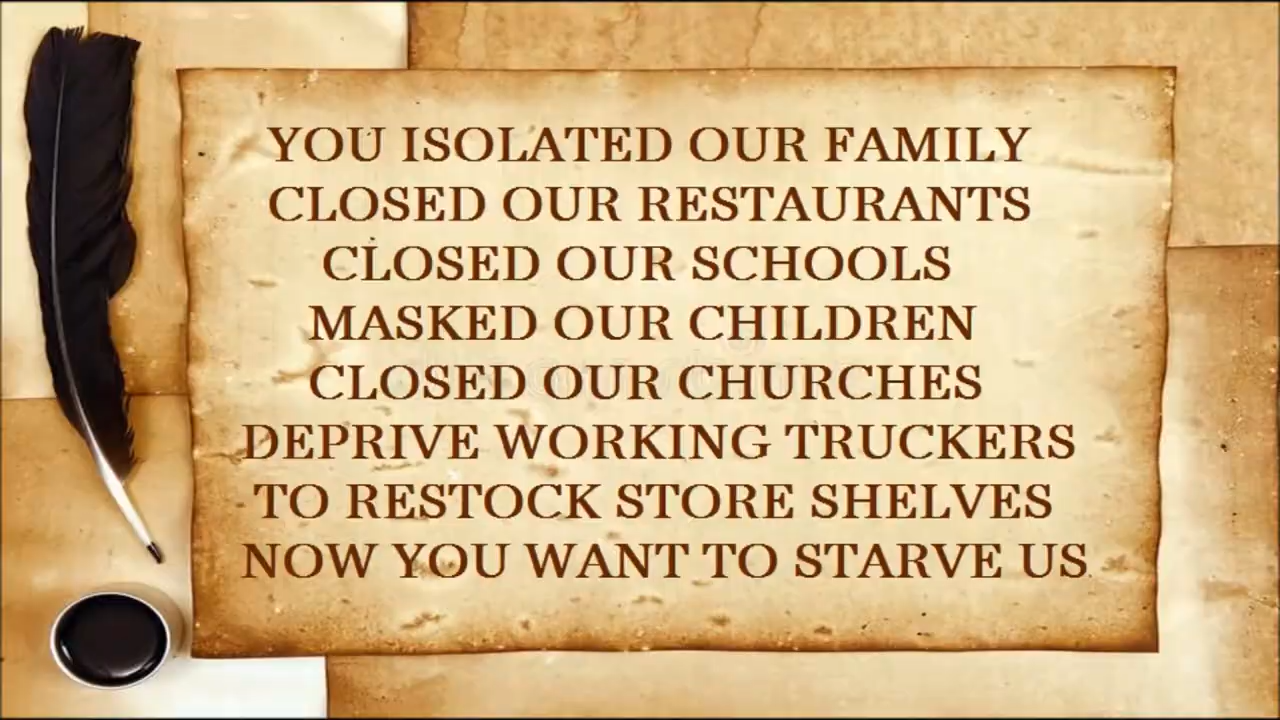 YOU ISOLATED OUR FAMILY
CLOSED OUR RESTAURANTS
CLOSED OUR SCHOOLS
MASKED OUR CHILDREN
CLOSED OUR CHURCHES
DEPRIVE WORKING TRUCKERS
TO RESTOCK STORE SHELVES
NOW YOU WANT TO STARVE US